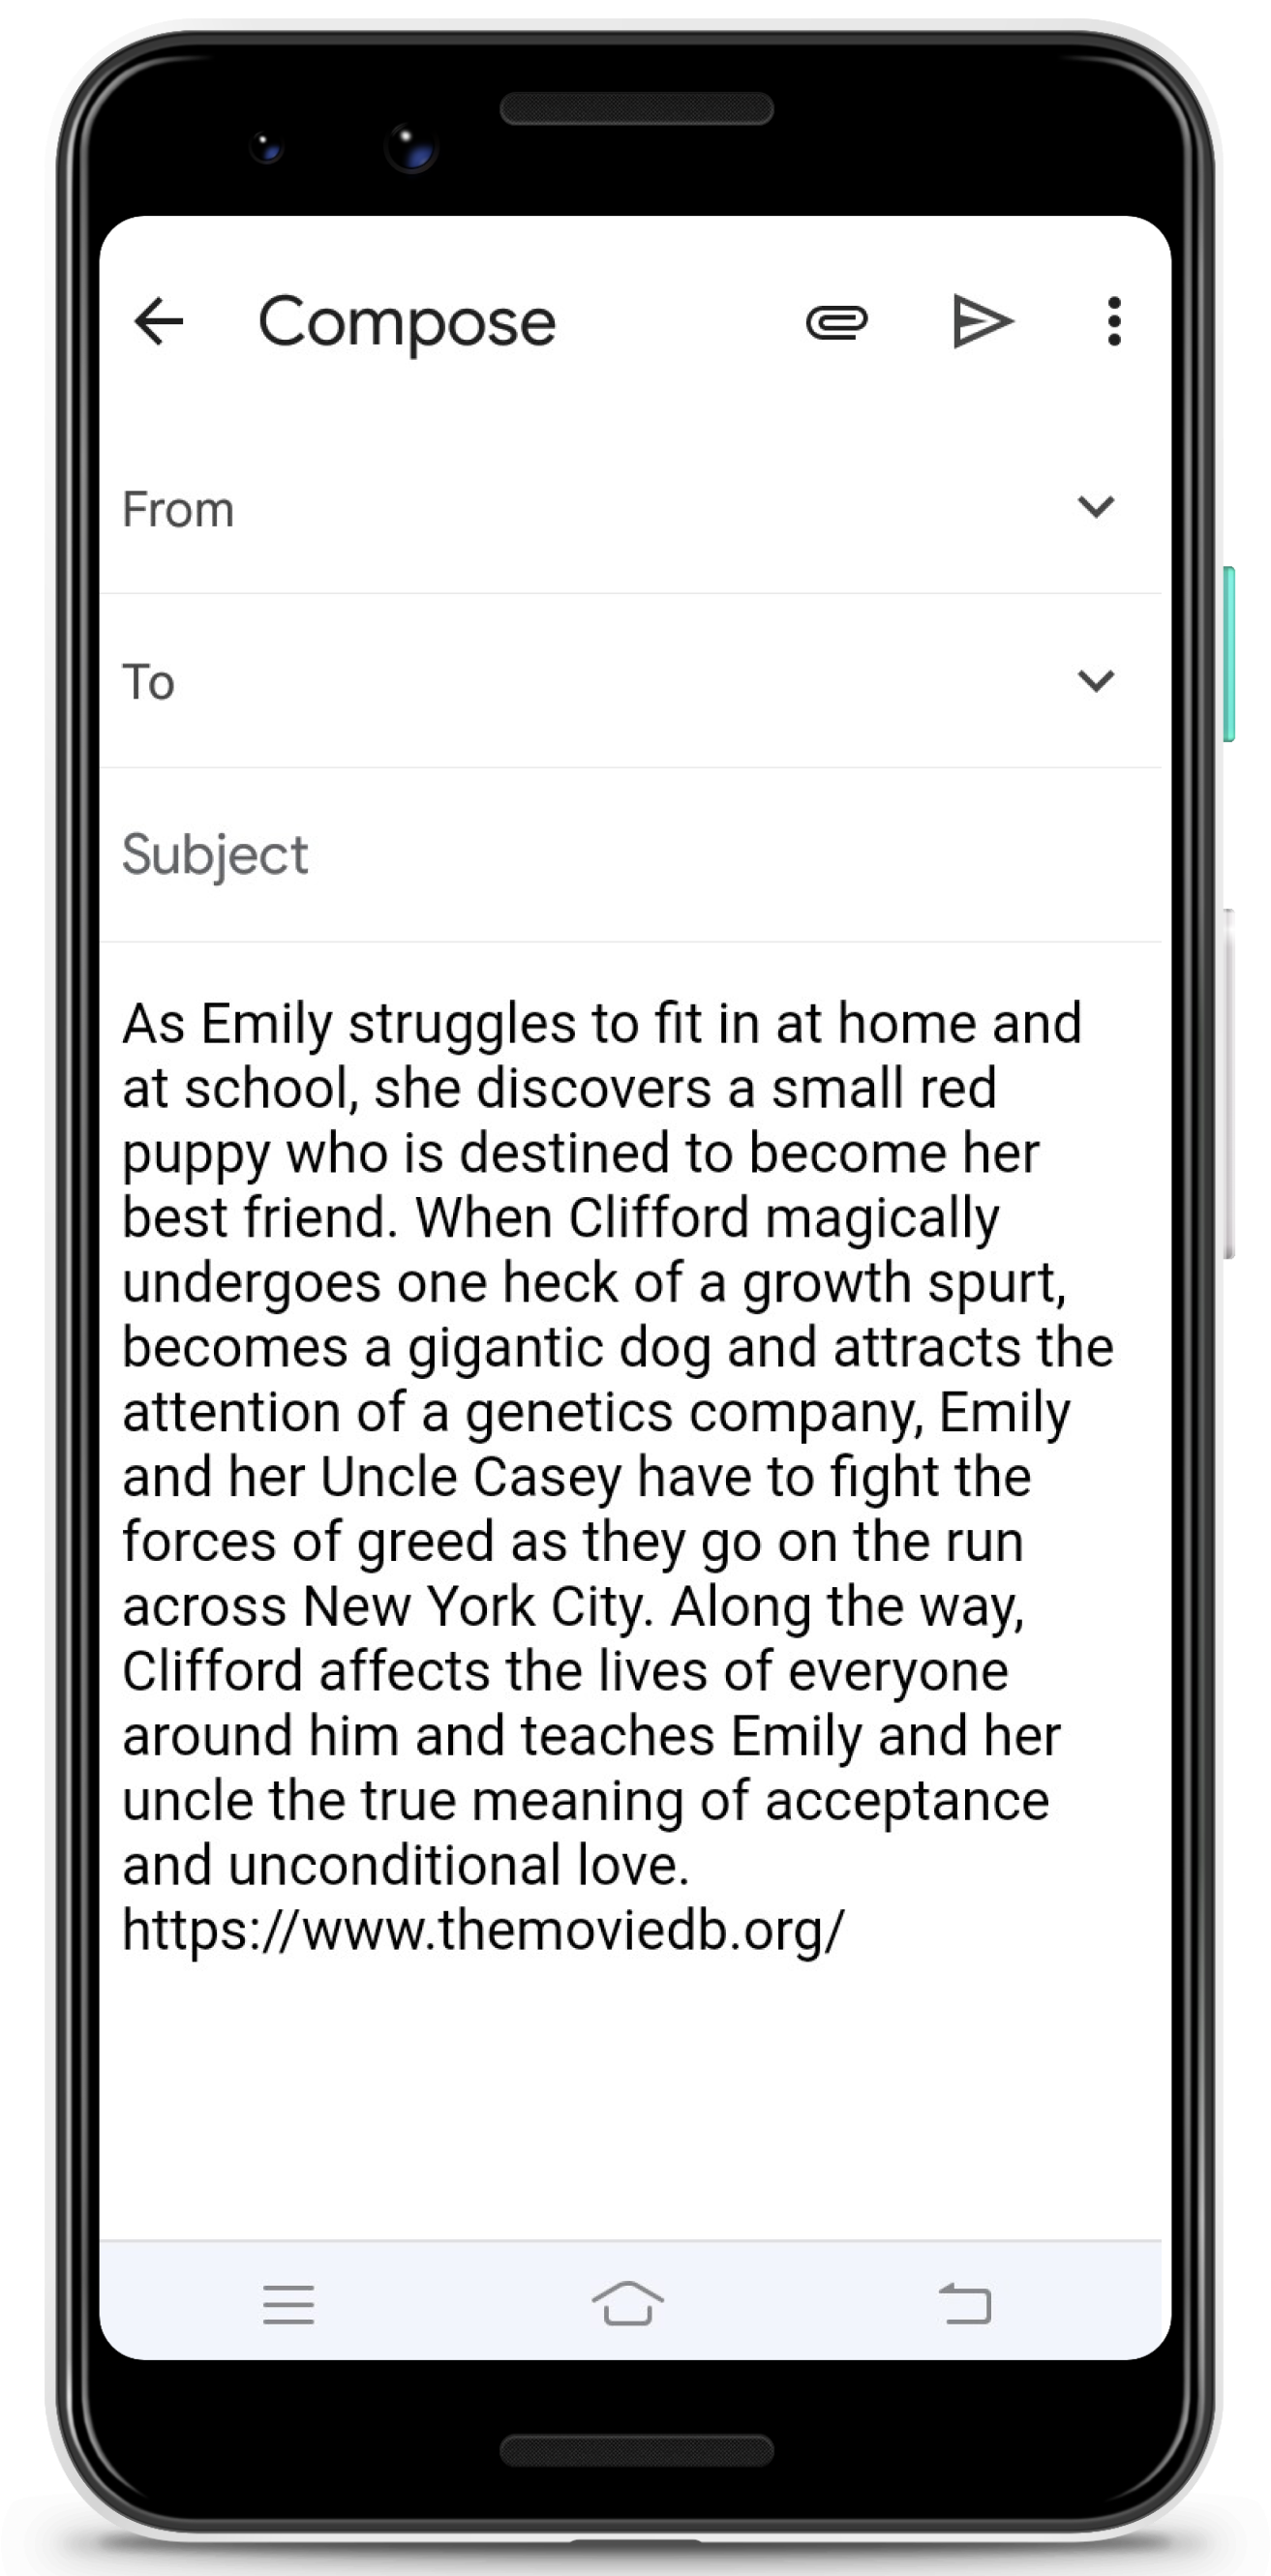 Compose
From
To
Subject
As Emily struggles to fit in at home and
at school, she discovers a small red
puppy who is destined to become her
best friend. When Clifford magically
undergoes one heck of a growth spurt,
becomes a gigantic dog and attracts the
attention of a genetics company, Emily
and her Uncle Casey have to fight the
forces of greed as they go on the run
across New York City. Along the way,
Clifford affects the lives of everyone
around him and teaches Emily and her
uncle the true meaning of acceptance
and unconditional love.
https://www.themoviedb.org/